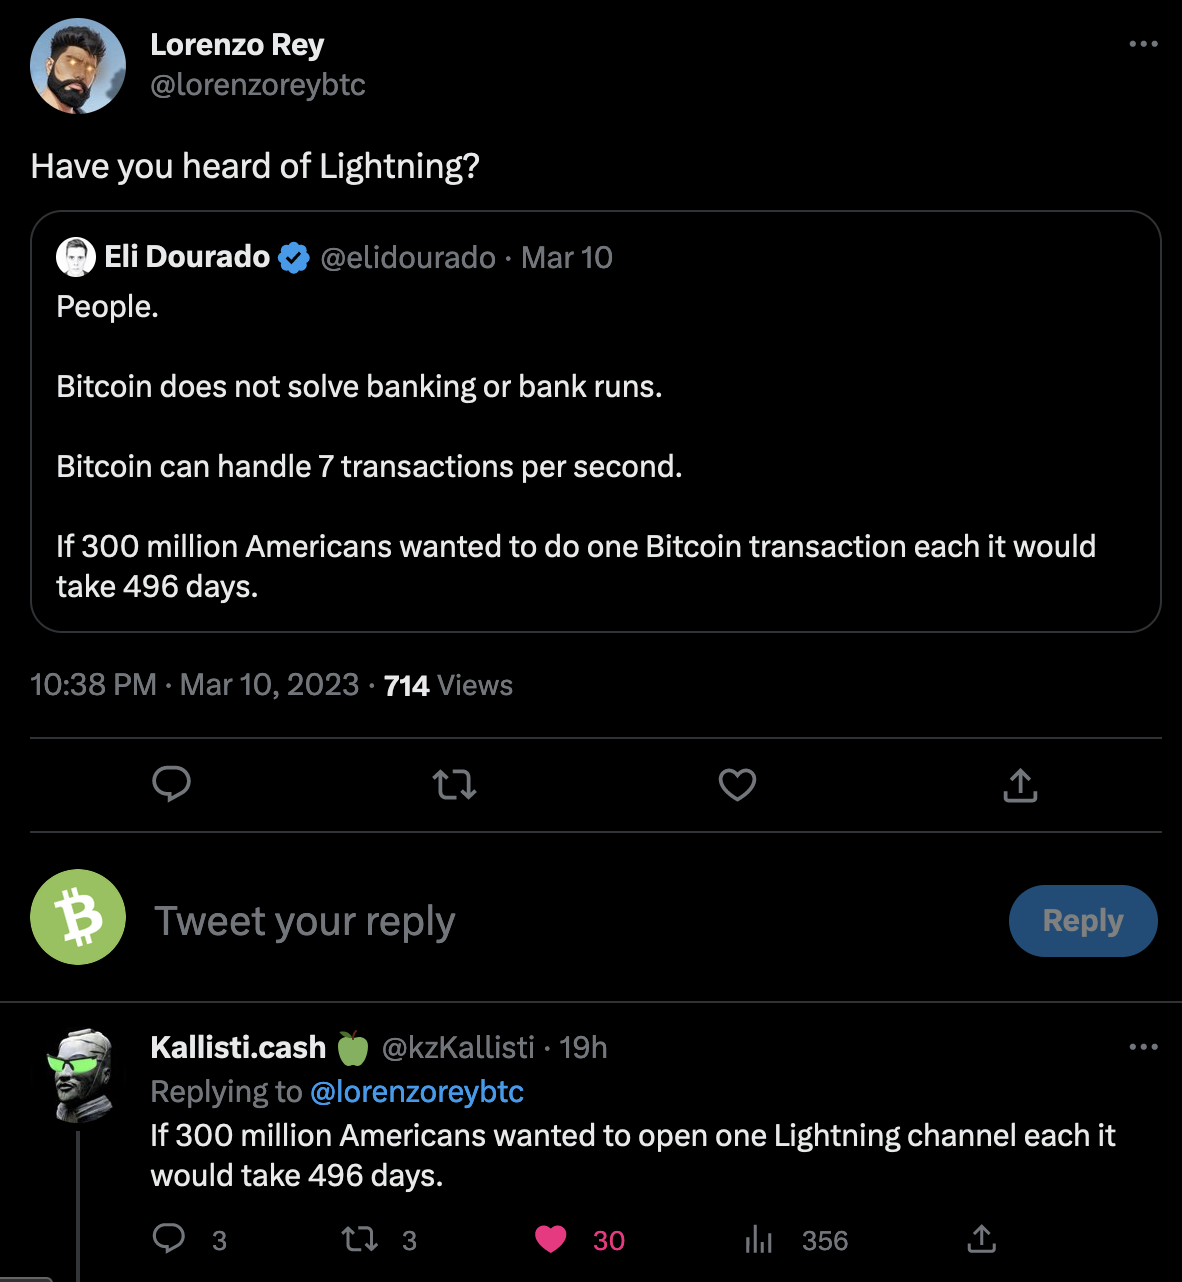 Lorenzo Rey
@lorenzoreybtc
Have you heard of Lightning?
Eli Dourado @elidourado · Mar 10
People.
Bitcoin does not solve banking or bank runs.
Bitcoin can handle 7 transactions per second.
If 300 million Americans wanted to do one Bitcoin transaction each it would
take 496 days.
10:38 PM · Mar 10, 2023 · 714 Views
Tweet your reply
Reply
Kallisti.cash 🍏 @kzKallisti · 19h
Replying to @lorenzoreybtc
If 300 million Americans wanted to open one Lightning channel each it
would take 496 days.
3 3 30 356